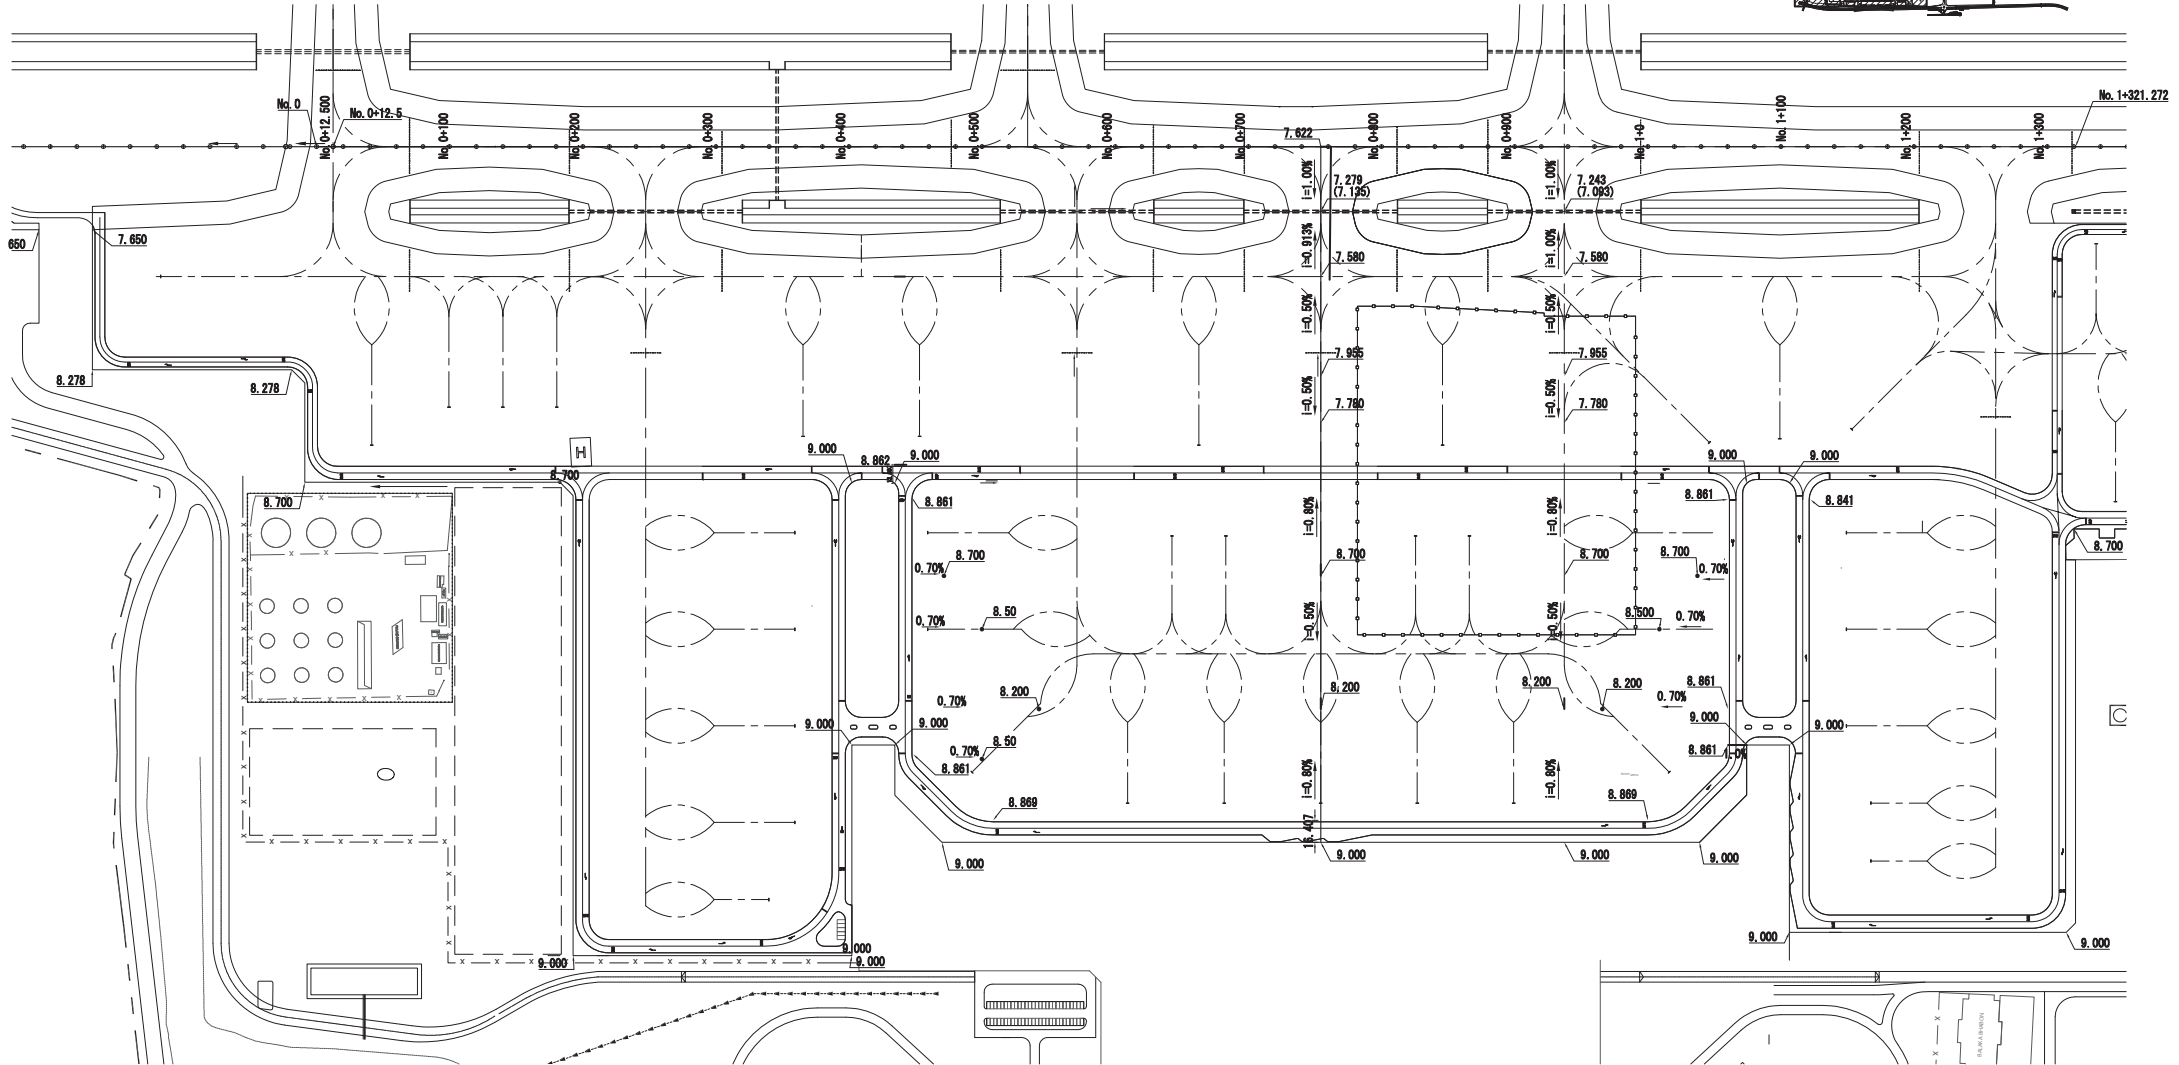 No. 0
No. 0+12.500
No. 0+12.5
No. 0+100
No. 0+200
No. 0+300
No. 0+400
No. 0+500
No. 0+600
No. 0+700
7.622
No. 0+800
No. 0+900
No. 1+0
No. 1+100
No. 1+200
No. 1+300
No. 1+321.272
i=1.00%
7.279
(7.135)
i=1.00%
7.243
(7.093)
650
7.650
i=0.913%
7.580
i=1.00%
7.580
i=0.50%
i=0.50%
7.955
7.955
8.278
8.278
i=0.50%
7.780
i=0.50%
7.780
H
9.000
8.862
9.000
9.000
9.000
8.700
8.700
8.861
i=0.80%
i=0.80%
8.861
8.841
0.70%
8.700
8.700
8.700
8.700
0.70%
8.700
0.70%
8.50
i=0.50%
i=0.50%
8.500
0.70%
8.200
0.70%
8.200
8.200
8.200
8.861
0.70%
9.000
9.000
9.000
9.000
0.70%
8.50
8.861
8.861
i=0.80%
i=0.80%
8.869
8.869
16.407
9.000
9.000
9.000
9.000
9.000
9.000
9.000
9.000
9.000
9.000
BALAKA BHABON